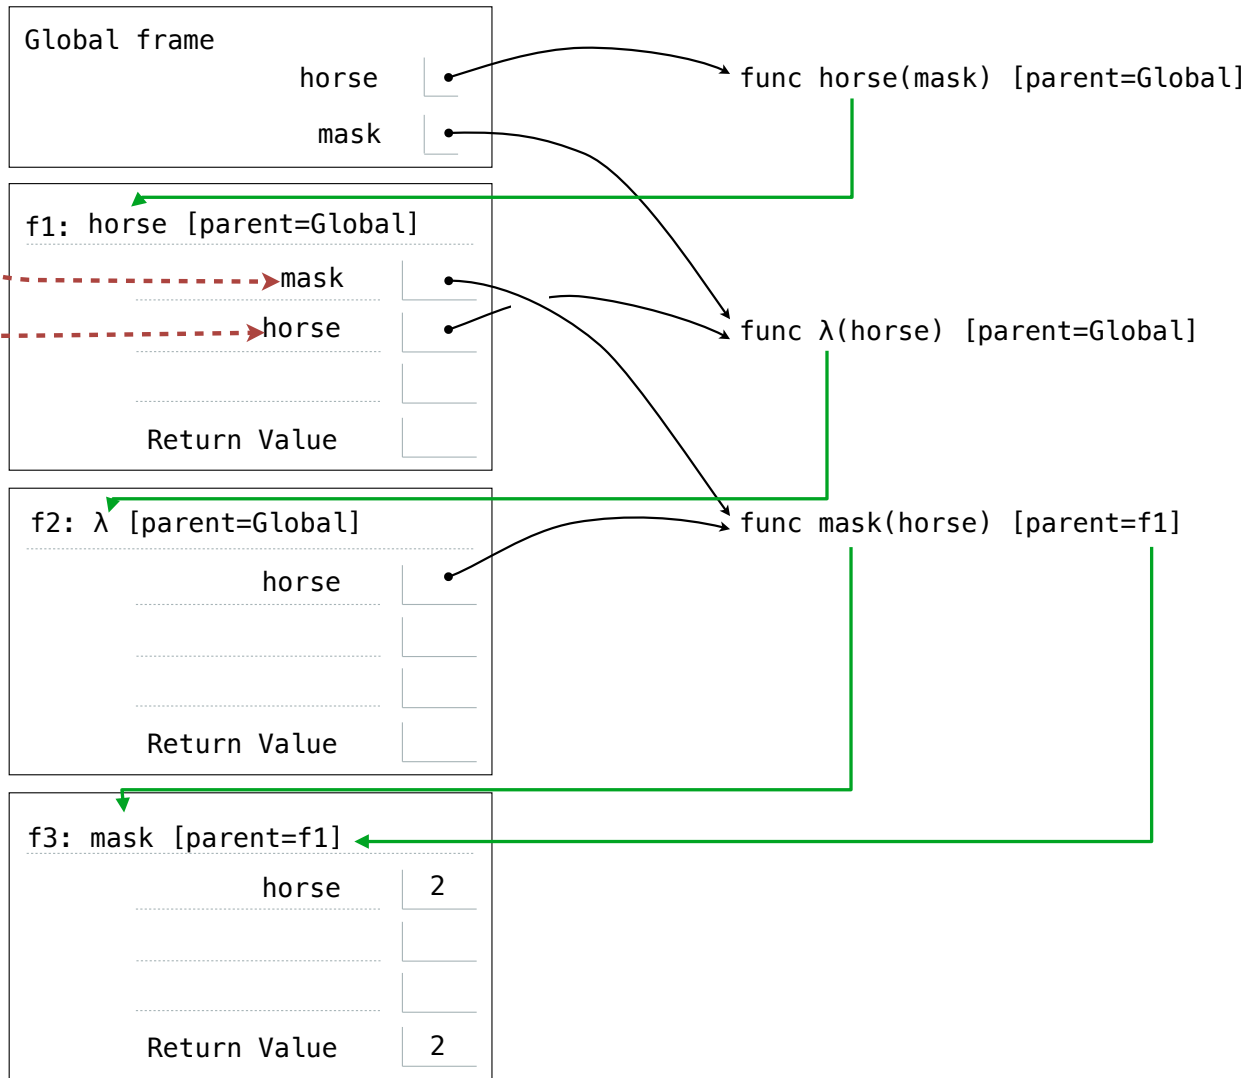 Global frame
horse
func horse(mask) [parent=Global]
mask
f1: horse [parent=Global]
mask
horse
func λ(horse) [parent=Global]
Return Value
f2: λ [parent=Global]
func mask(horse) [parent=f1]
horse
Return Value
f3: mask [parent=f1]
horse 2
Return Value 2